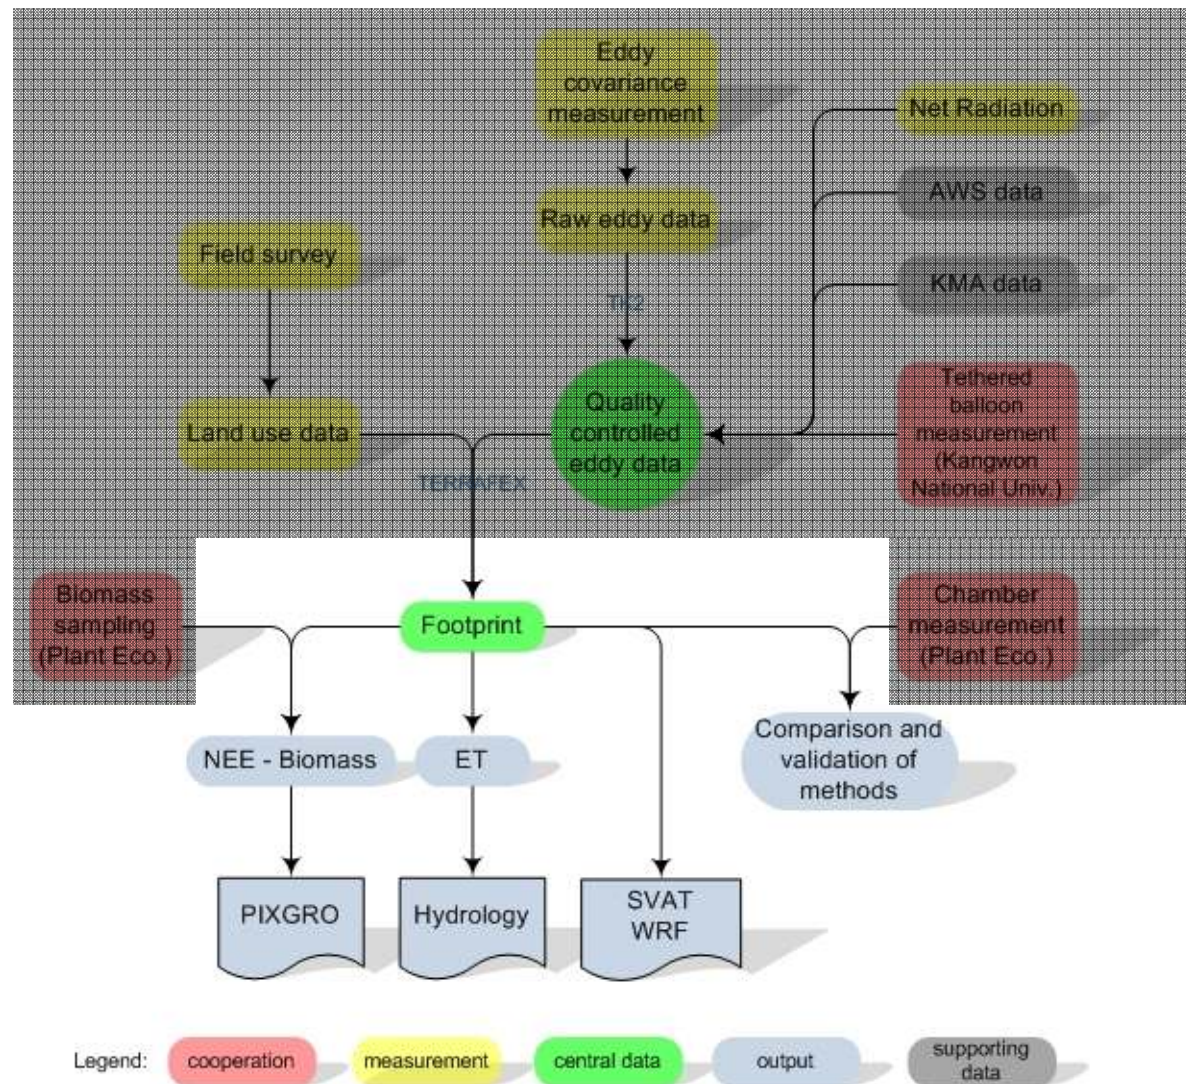 Eddy
covariance
measurement
Net Radiation
AWS data
Raw eddy data
Field survey
KMA data
TK2
Tethered
balloon
measurement
(Kangwon
National Univ.)
Quality
controlled
eddy data
Land use data
TERRAFEX
Biomass
sampling
(Plant Eco.)
Footprint
Chamber
measurement
(Plant Eco.)
NEE - Biomass
ET
Comparison and
validation of
methods
PIXGRO
Hydrology
SVAT
WRF
Legend:
cooperation
measurement
central data
output
supporting
data